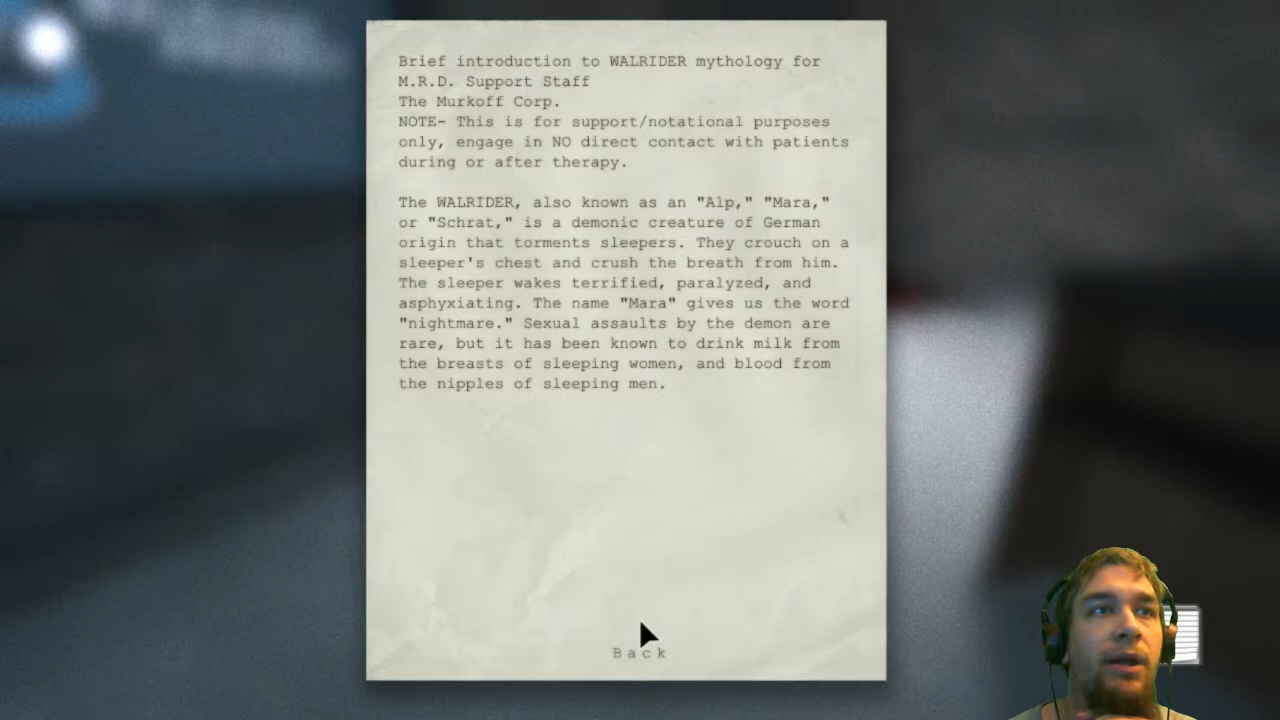 Brief introduction to WALRIDER mythology for
M.R.D. Support Staff
The Murkoff Corp.
NOTE- This is for support/notational purposes
only, engage in NO direct contact with patients
during or after therapy.
The WALRIDER, also known as an "Alp," "Mara,"
or "Schrat," is a demonic creature of German
origin that torments sleepers. They crouch on a
sleeper's chest and crush the breath from him.
The sleeper wakes terrified, paralyzed, and
asphyxiating. The name "Mara" gives us the word
"nightmare." Sexual assaults by the demon are
rare, but it has been known to drink milk from
the breasts of sleeping women, and blood from
the nipples of sleeping men.
Back